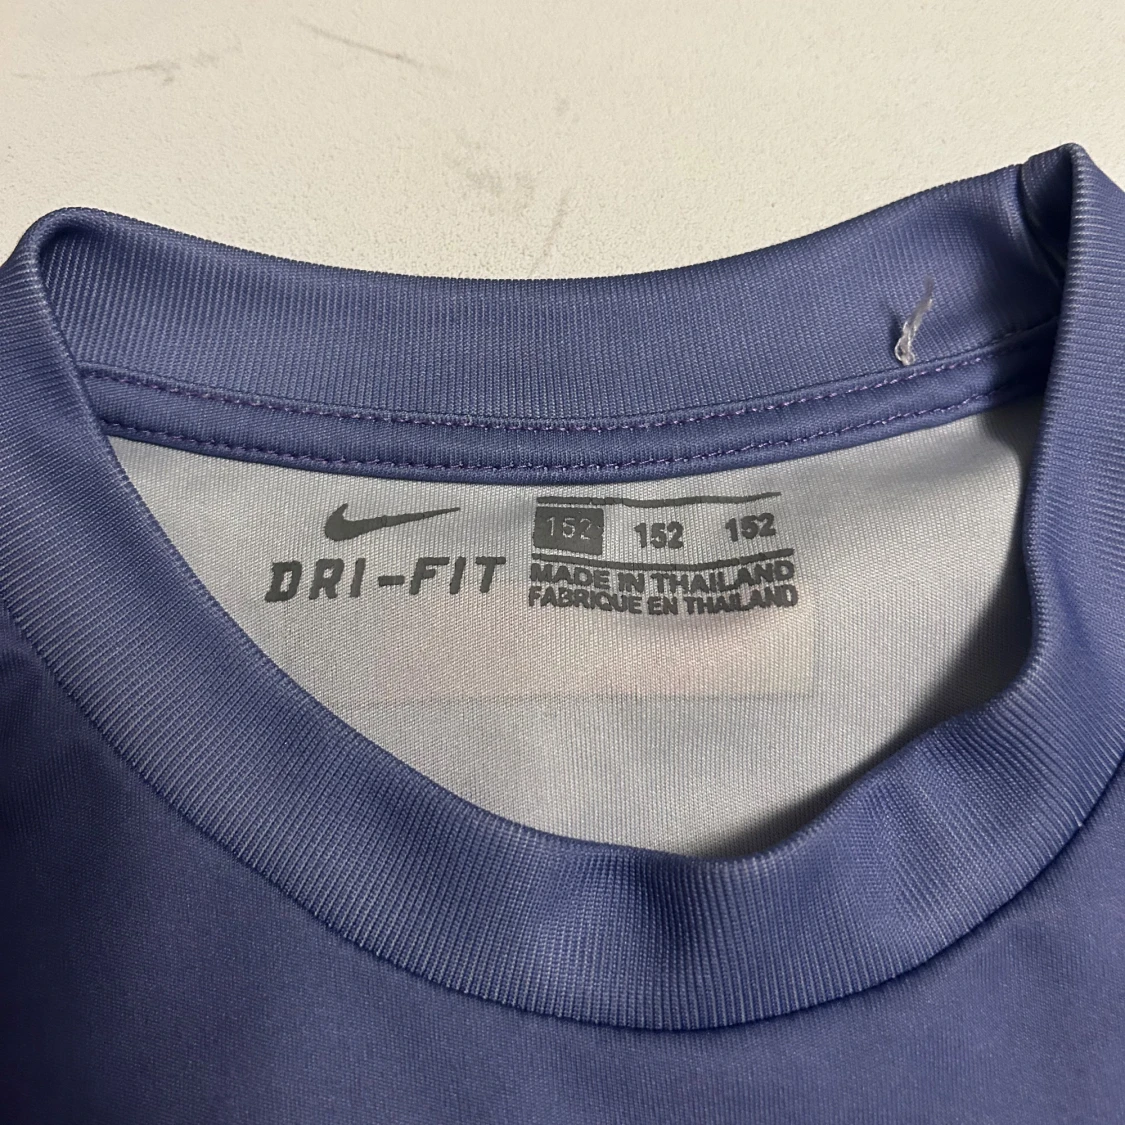 DRI-FIT
152 152 152
MADE IN THAILAND
FABRIQUE EN THAILAND